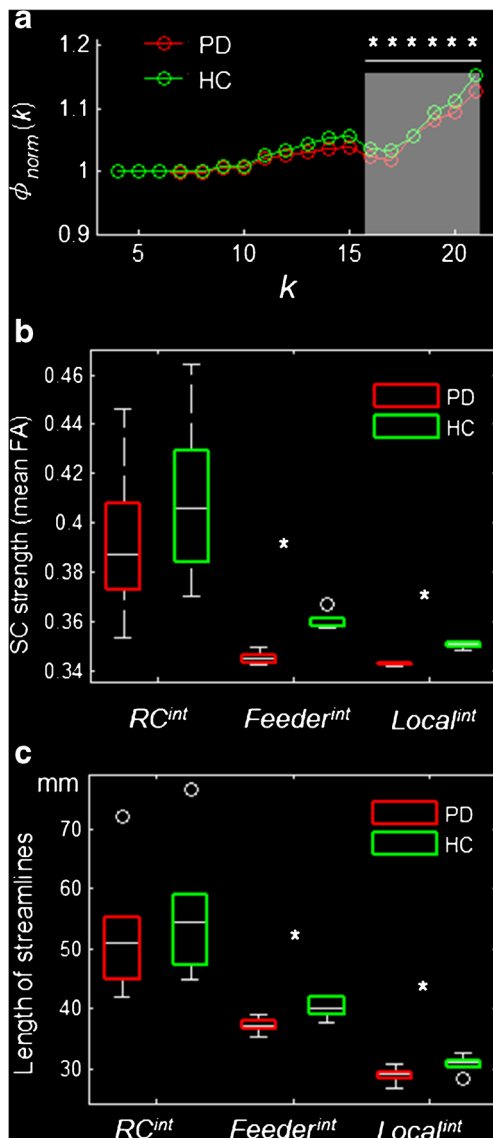 a
1.2
1.1
1
0.9
ϕnorm(k)
PD
HC
* * * * * *
5 10 15 20
k
b
0.46
0.44
0.42
0.4
0.38
0.36
0.34
SC strength (mean FA)
PD
HC
*
*
RCint Feederint Localint
c
mm
70
60
50
40
30
Length of streamlines
PD
HC
*
*
RCint Feederint Localint